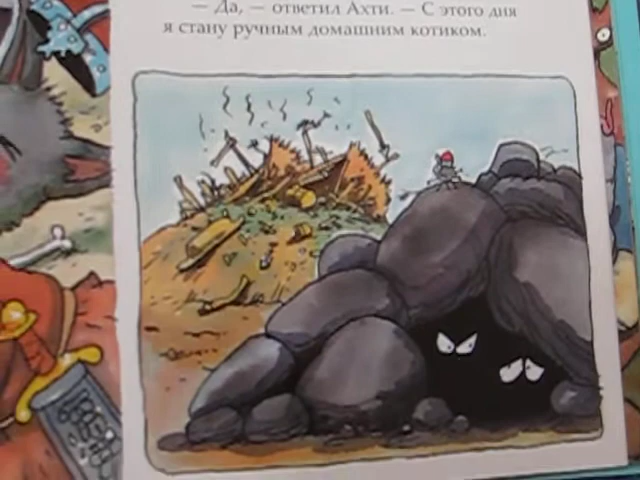 — Да, — ответил Ахти. — С этого дня
я стану ручным домашним котиком.